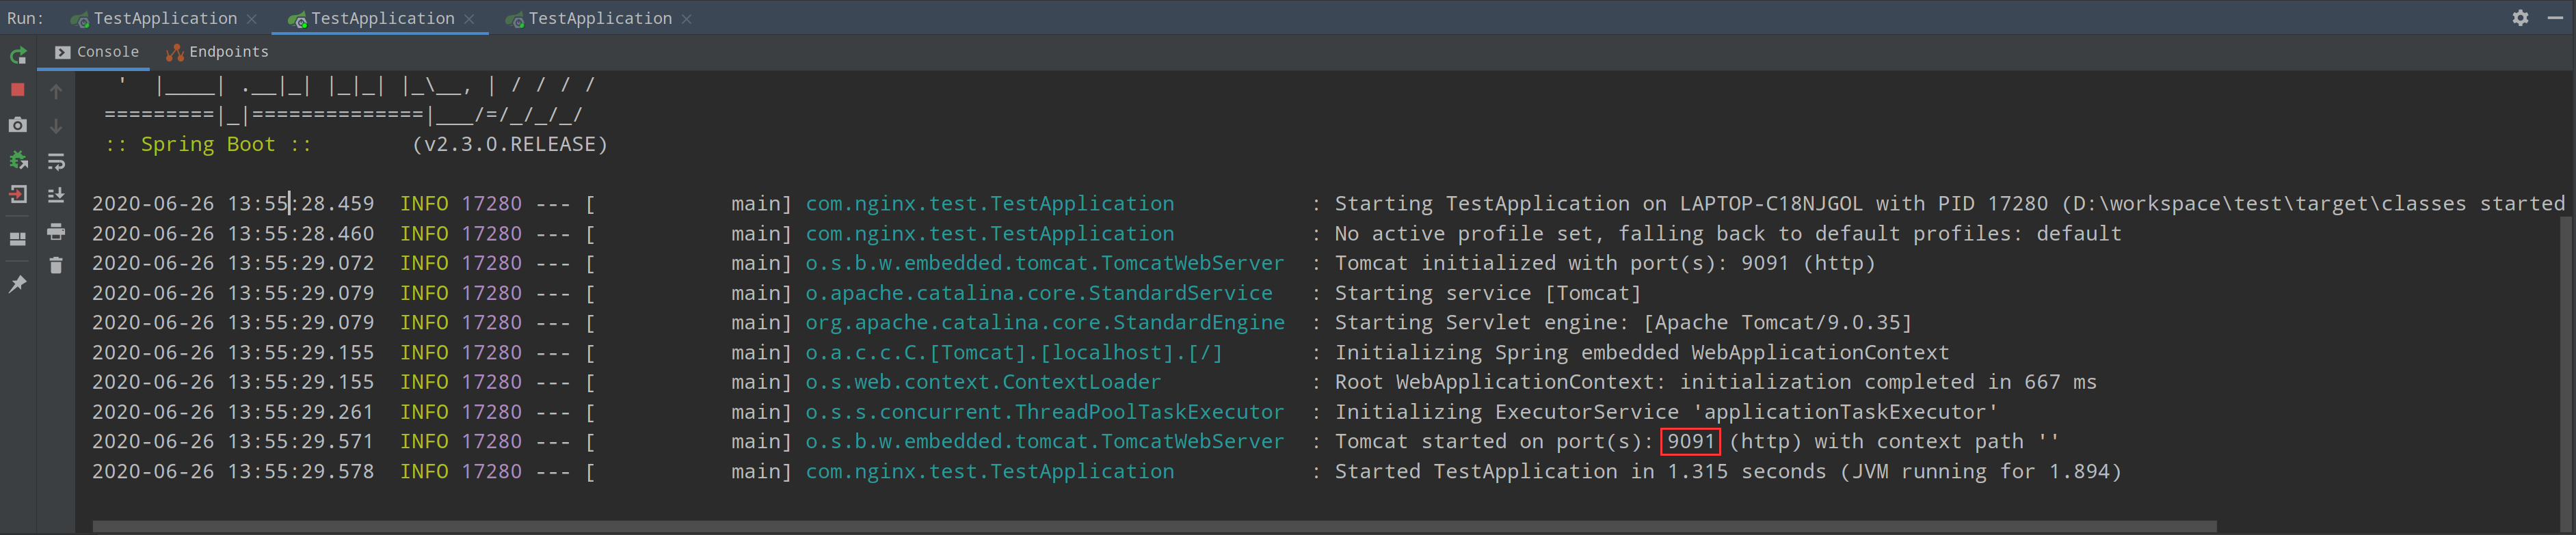 Run: TestApplication × TestApplication × TestApplication ×
Console Endpoints
'  |____| .__|_| |_|_| |_\__, | / / / /
=========|_|==============|___/=/_/_/_/
:: Spring Boot ::        (v2.3.0.RELEASE)
2020-06-26 13:55:28.459  INFO 17280 --- [           main] com.nginx.test.TestApplication           : Starting TestApplication on LAPTOP-C18NJGOL with PID 17280 (D:\workspace\test\target\classes started
2020-06-26 13:55:28.460  INFO 17280 --- [           main] com.nginx.test.TestApplication           : No active profile set, falling back to default profiles: default
2020-06-26 13:55:29.072  INFO 17280 --- [           main] o.s.b.w.embedded.tomcat.TomcatWebServer  : Tomcat initialized with port(s): 9091 (http)
2020-06-26 13:55:29.079  INFO 17280 --- [           main] o.apache.catalina.core.StandardService   : Starting service [Tomcat]
2020-06-26 13:55:29.079  INFO 17280 --- [           main] org.apache.catalina.core.StandardEngine  : Starting Servlet engine: [Apache Tomcat/9.0.35]
2020-06-26 13:55:29.155  INFO 17280 --- [           main] o.a.c.c.C.[Tomcat].[localhost].[/]       : Initializing Spring embedded WebApplicationContext
2020-06-26 13:55:29.155  INFO 17280 --- [           main] o.s.web.context.ContextLoader            : Root WebApplicationContext: initialization completed in 667 ms
2020-06-26 13:55:29.261  INFO 17280 --- [           main] o.s.s.concurrent.ThreadPoolTaskExecutor  : Initializing ExecutorService 'applicationTaskExecutor'
2020-06-26 13:55:29.571  INFO 17280 --- [           main] o.s.b.w.embedded.tomcat.TomcatWebServer  : Tomcat started on port(s): 9091 (http) with context path ''
2020-06-26 13:55:29.578  INFO 17280 --- [           main] com.nginx.test.TestApplication           : Started TestApplication in 1.315 seconds (JVM running for 1.894)